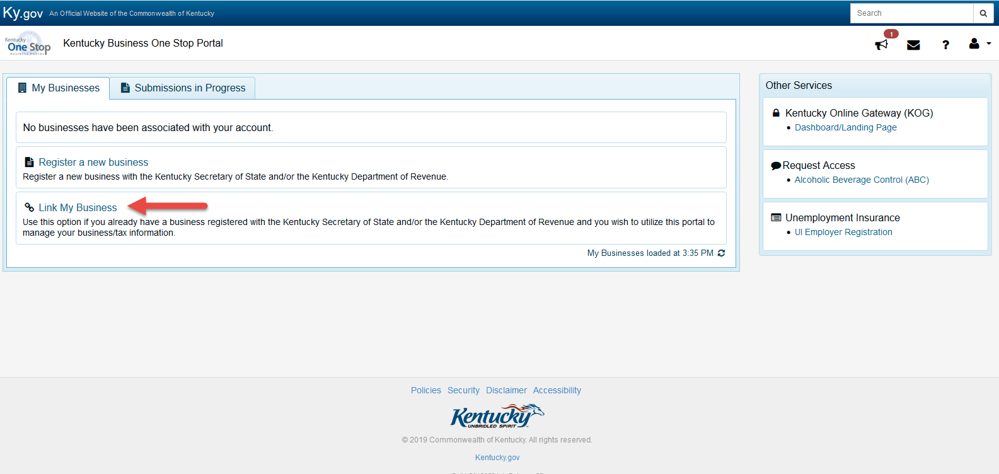 Ky.gov An Official Website of the Commonwealth of Kentucky
Search
Kentucky
One Stop
BUSINESS PORTAL
Kentucky Business One Stop Portal
1
?
My Businesses
Submissions in Progress
No businesses have been associated with your account.
Register a new business
Register a new business with the Kentucky Secretary of State and/or the Kentucky Department of Revenue.
Link My Business
Use this option if you already have a business registered with the Kentucky Secretary of State and/or the Kentucky Department of Revenue and you wish to utilize this portal to
manage your business/tax information.
My Businesses loaded at 3:35 PM
Other Services
Kentucky Online Gateway (KOG)
• Dashboard/Landing Page
Request Access
• Alcoholic Beverage Control (ABC)
Unemployment Insurance
• UI Employer Registration
Policies Security Disclaimer Accessibility
Kentucky
UNBRIDLED SPIRIT
© 2019 Commonwealth of Kentucky. All rights reserved.
Kentucky.gov